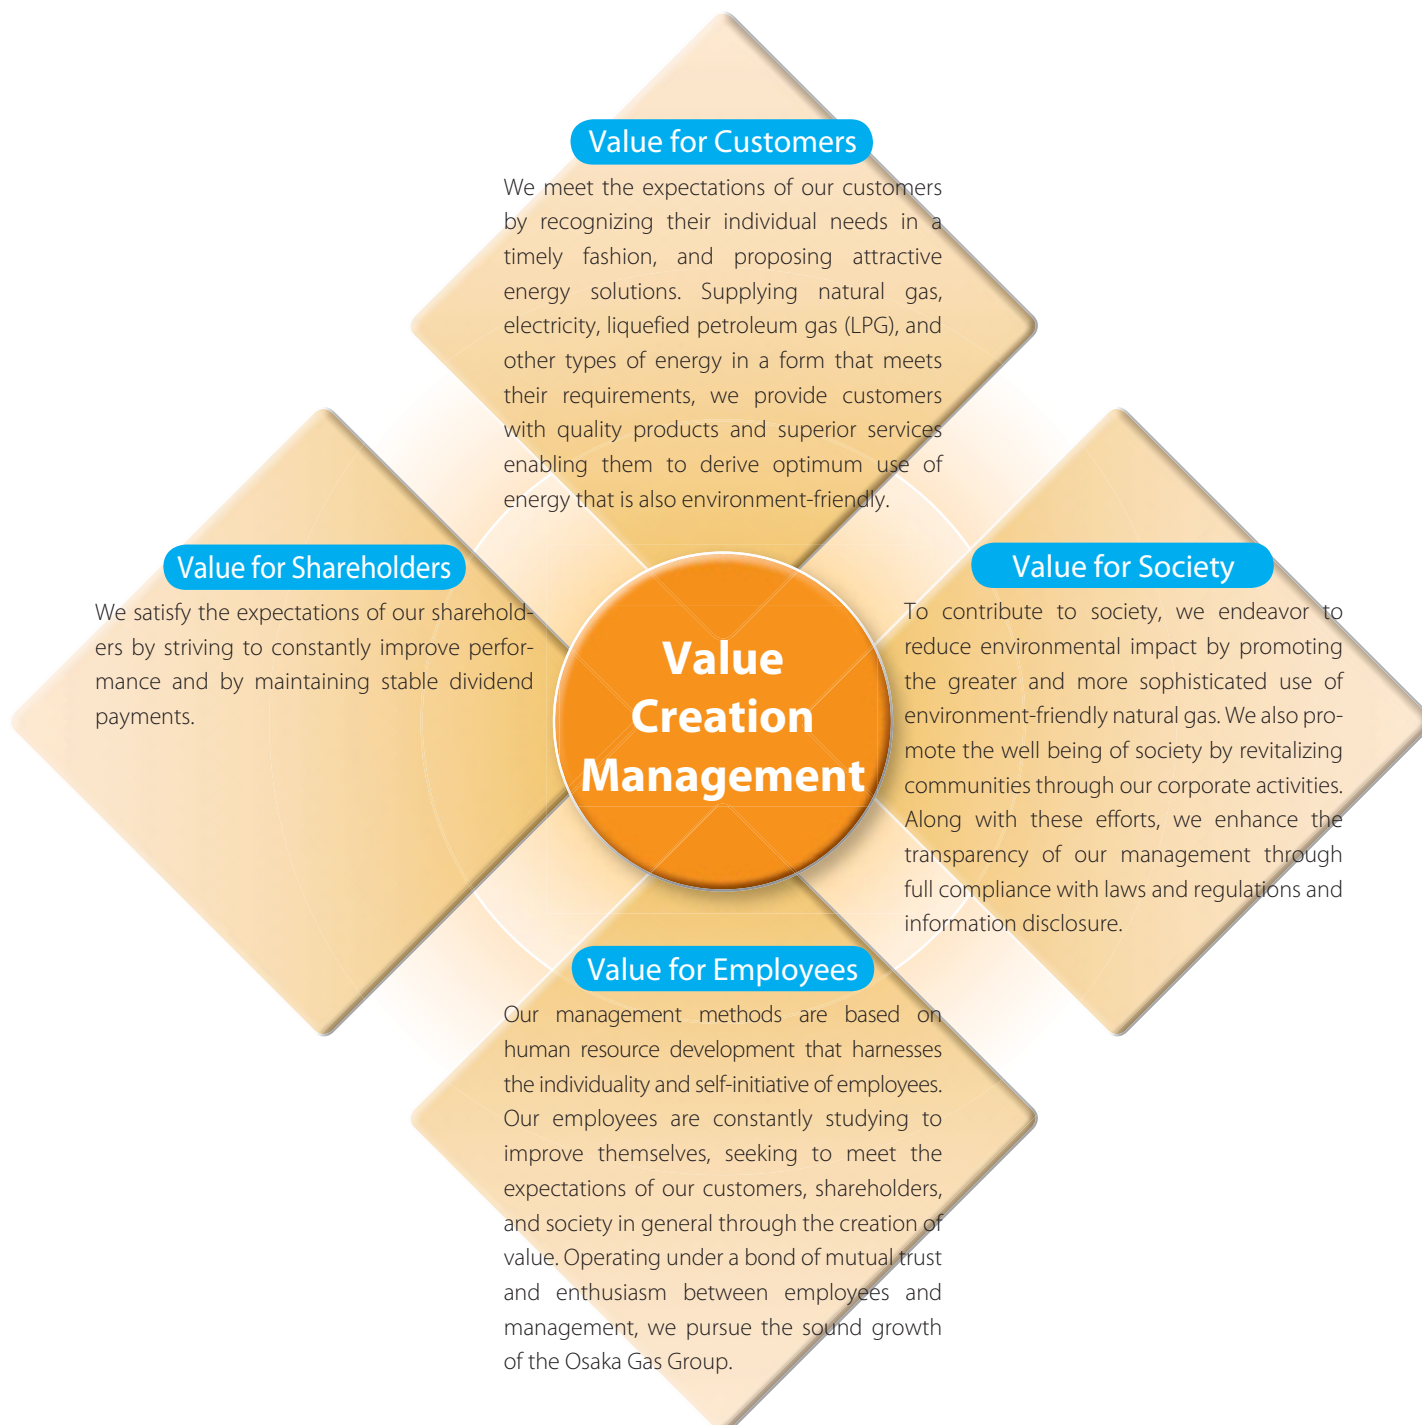 Value for Customers
We meet the expectations of our customers
by recognizing their individual needs in a
timely fashion, and proposing attractive
energy solutions. Supplying natural gas,
electricity, liquefied petroleum gas (LPG), and
other types of energy in a form that meets
their requirements, we provide customers
with quality products and superior services
enabling them to derive optimum use of
energy that is also environment-friendly.
Value for Shareholders
We satisfy the expectations of our sharehold-
ers by striving to constantly improve perfor-
mance and by maintaining stable dividend
payments.
Value
Creation
Management
Value for Society
To contribute to society, we endeavor to
reduce environmental impact by promoting
the greater and more sophisticated use of
environment-friendly natural gas. We also pro-
mote the well being of society by revitalizing
communities through our corporate activities.
Along with these efforts, we enhance the
transparency of our management through
full compliance with laws and regulations and
information disclosure.
Value for Employees
Our management methods are based on
human resource development that harnesses
the individuality and self-initiative of employees.
Our employees are constantly studying to
improve themselves, seeking to meet the
expectations of our customers, shareholders,
and society in general through the creation of
value. Operating under a bond of mutual trust
and enthusiasm between employees and
management, we pursue the sound growth
of the Osaka Gas Group.